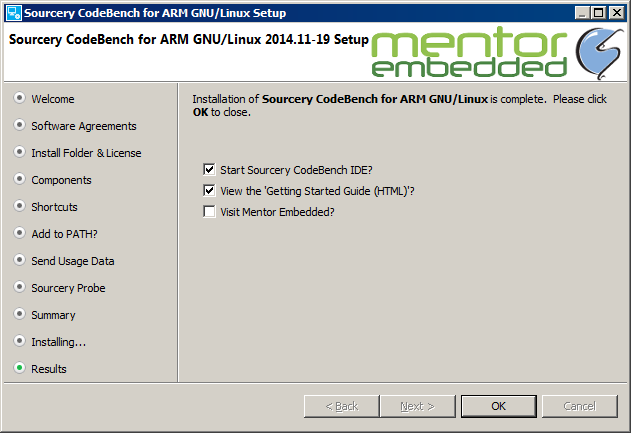 Sourcery CodeBench for ARM GNU/Linux Setup
Sourcery CodeBench for ARM GNU/Linux 2014.11-19 Setup
mentor
embedded
Welcome
Software Agreements
Install Folder & License
Components
Shortcuts
Add to PATH?
Send Usage Data
Sourcery Probe
Summary
Installing...
Results
Installation of Sourcery CodeBench for ARM GNU/Linux is complete.  Please click
OK to close.
Start Sourcery CodeBench IDE?
View the 'Getting Started Guide (HTML)'?
Visit Mentor Embedded?
< Back
Next >
OK
Cancel